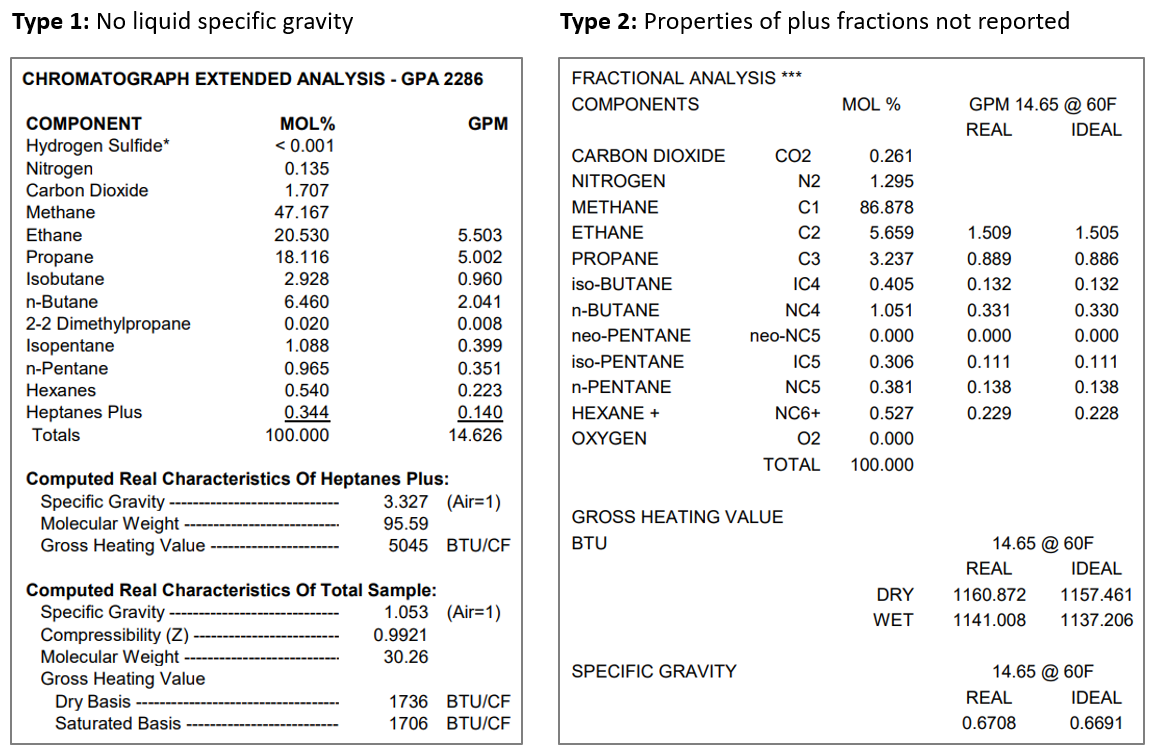 Type 1: No liquid specific gravity
CHROMATOGRAPH EXTENDED ANALYSIS - GPA 2286
COMPONENT MOL% GPM
Hydrogen Sulfide* < 0.001
Nitrogen 0.135
Carbon Dioxide 1.707
Methane 47.167
Ethane 20.530 5.503
Propane 18.116 5.002
Isobutane 2.928 0.960
n-Butane 6.460 2.041
2-2 Dimethylpropane 0.020 0.008
Isopentane 1.088 0.399
n-Pentane 0.965 0.351
Hexanes 0.540 0.223
Heptanes Plus 0.344 0.140
Totals 100.000 14.626
Computed Real Characteristics Of Heptanes Plus:
Specific Gravity ------------------------------ 3.327 (Air=1)
Molecular Weight --------------------------- 95.59
Gross Heating Value ----------------------- 5045 BTU/CF
Computed Real Characteristics Of Total Sample:
Specific Gravity ------------------------------ 1.053 (Air=1)
Compressibility (Z) -------------------------- 0.9921
Molecular Weight --------------------------- 30.26
Gross Heating Value
Dry Basis ------------------------------------ 1736 BTU/CF
Saturated Basis --------------------------- 1706 BTU/CF
Type 2: Properties of plus fractions not reported
FRACTIONAL ANALYSIS ***
COMPONENTS MOL % GPM 14.65 @ 60F
REAL IDEAL
CARBON DIOXIDE CO2 0.261
NITROGEN N2 1.295
METHANE C1 86.878
ETHANE C2 5.659 1.509 1.505
PROPANE C3 3.237 0.889 0.886
iso-BUTANE IC4 0.405 0.132 0.132
n-BUTANE NC4 1.051 0.331 0.330
neo-PENTANE neo-NC5 0.000 0.000 0.000
iso-PENTANE IC5 0.306 0.111 0.111
n-PENTANE NC5 0.381 0.138 0.138
HEXANE + NC6+ 0.527 0.229 0.228
OXYGEN O2 0.000
TOTAL 100.000
GROSS HEATING VALUE
BTU 14.65 @ 60F
REAL IDEAL
DRY 1160.872 1157.461
WET 1141.008 1137.206
SPECIFIC GRAVITY 14.65 @ 60F
REAL IDEAL
0.6708 0.6691